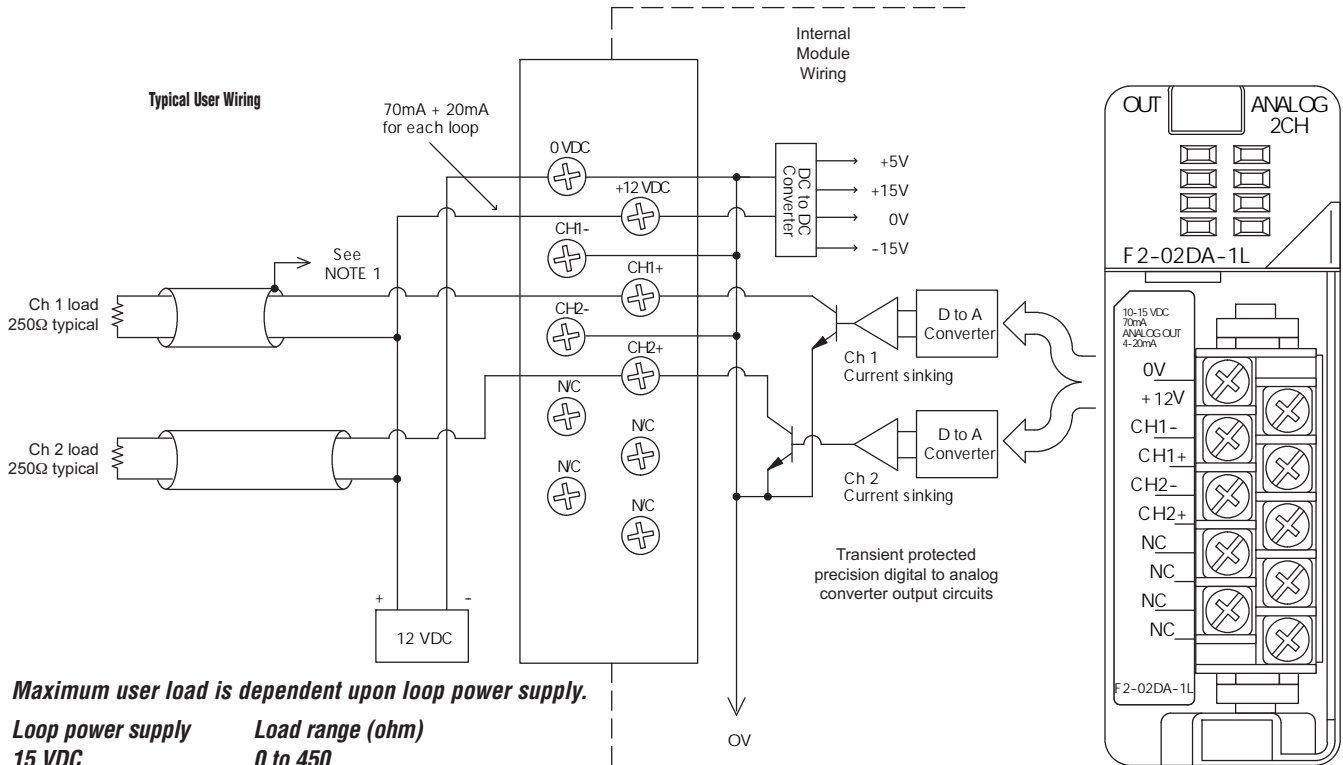 Internal
Module
Wiring
Typical User Wiring
70mA + 20mA
for each loop
0 VDC
+12 VDC
CH1-
CH1+
CH2-
CH2+
N/C
N/C
N/C
N/C
See
NOTE 1
Ch 1 load
250Ω typical
Ch 2 load
250Ω typical
+
-
12 VDC
DC to DC
Converter
+5V
+15V
0V
-15V
D to A
Converter
Ch 1
Current sinking
D to A
Converter
Ch 2
Current sinking
Transient protected
precision digital to analog
converter output circuits
OV
OUT
ANALOG
2CH
F2-02DA-1L
10-15 VDC
70mA
ANALOG OUT
4-20mA
0V
+12V
CH1-
CH1+
CH2-
CH2+
NC
NC
NC
NC
F2-02DA-1L
Maximum user load is dependent upon loop power supply.
Loop power supply Load range (ohm)
15 VDC 0 to 450